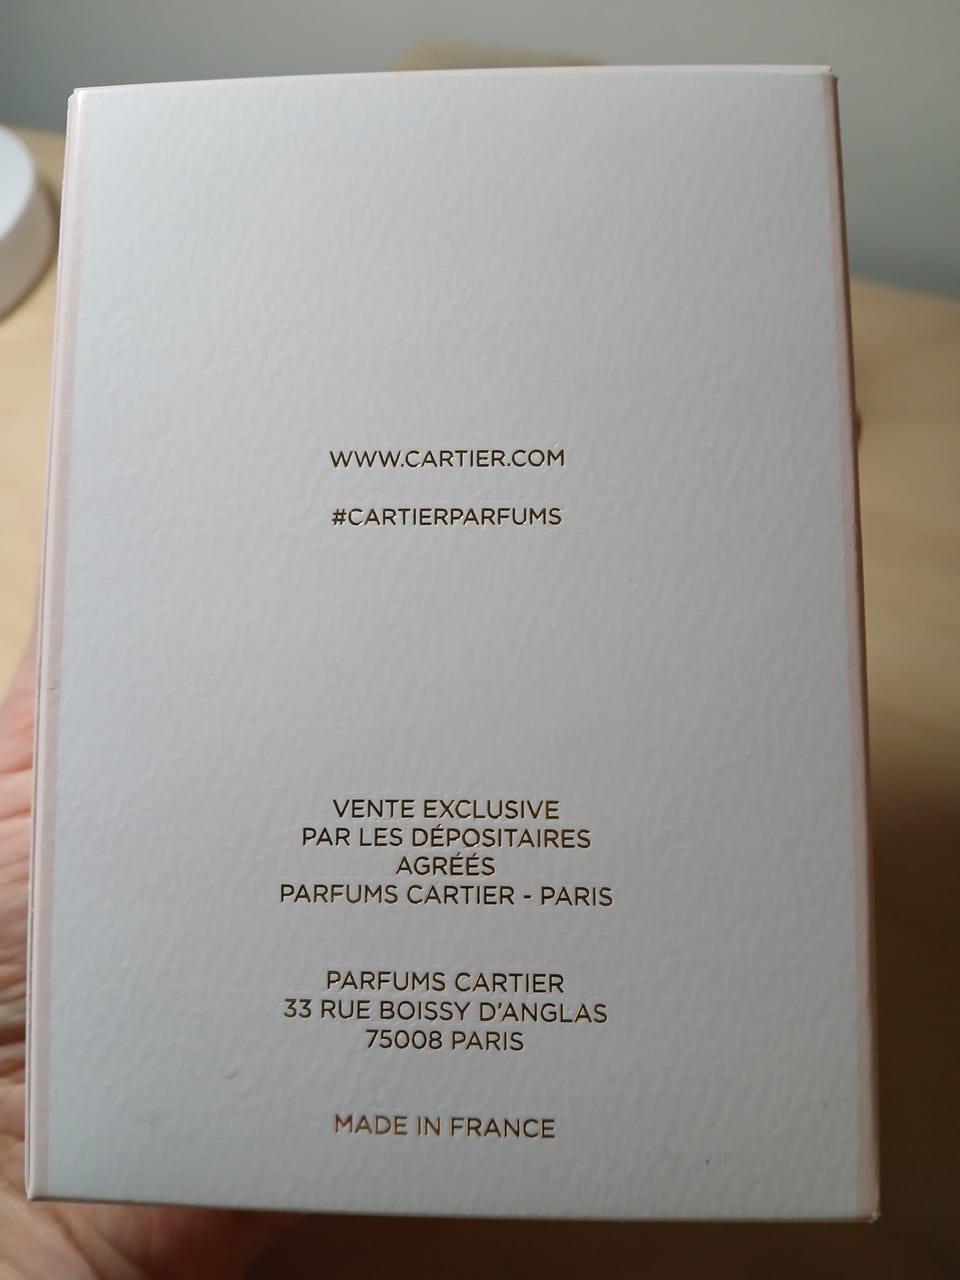 WWW.CARTIER.COM
#CARTIERPARFUMS
VENTE EXCLUSIVE
PAR LES DÉPOSITAIRES
AGRÉÉS
PARFUMS CARTIER - PARIS
PARFUMS CARTIER
33 RUE BOISSY D'ANGLAS
75008 PARIS
MADE IN FRANCE